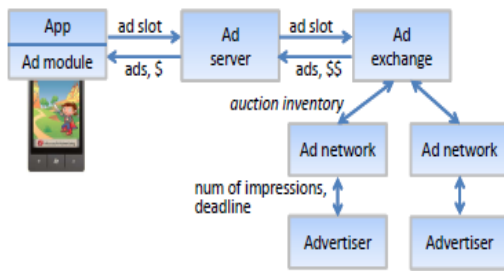 App
Ad module
ad slot
ads, $
Ad
server
ad slot
ads, $$
Ad
exchange
auction inventory
Ad network
Ad network
num of impressions,
deadline
Advertiser
Advertiser